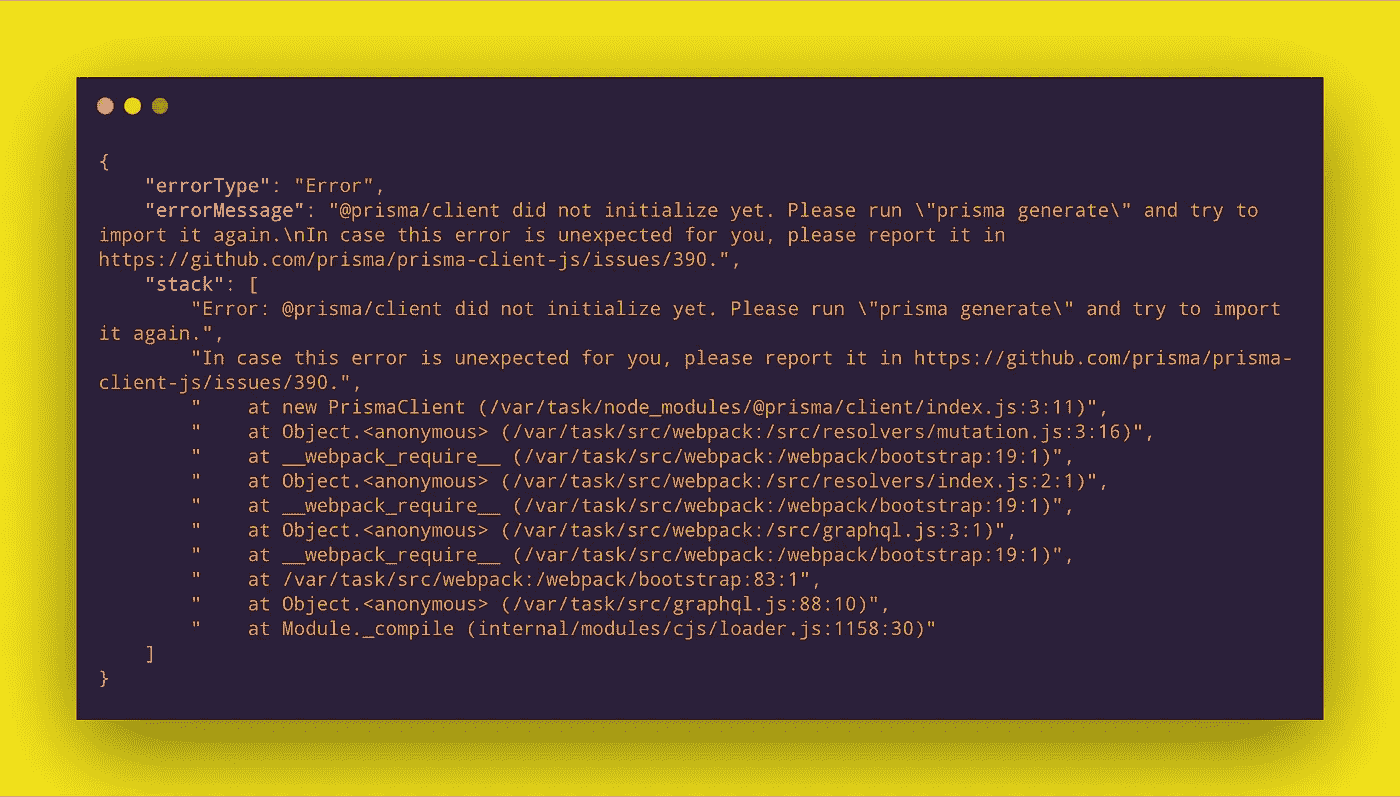 {
    "errorType": "Error",
    "errorMessage": "@prisma/client did not initialize yet. Please run \"prisma generate\" and try to
import it again.\nIn case this error is unexpected for you, please report it in
https://github.com/prisma/prisma-client-js/issues/390.",
    "stack": [
        "Error: @prisma/client did not initialize yet. Please run \"prisma generate\" and try to import
it again.",
        "In case this error is unexpected for you, please report it in https://github.com/prisma/prisma-
client-js/issues/390.",
        "    at new PrismaClient (/var/task/node_modules/@prisma/client/index.js:3:11)",
        "    at Object.<anonymous> (/var/task/src/webpack:/src/resolvers/mutation.js:3:16)",
        "    at __webpack_require__ (/var/task/src/webpack:/webpack/bootstrap:19:1)",
        "    at Object.<anonymous> (/var/task/src/webpack:/src/resolvers/index.js:2:1)",
        "    at __webpack_require__ (/var/task/src/webpack:/webpack/bootstrap:19:1)",
        "    at Object.<anonymous> (/var/task/src/webpack:/src/graphql.js:3:1)",
        "    at __webpack_require__ (/var/task/src/webpack:/webpack/bootstrap:19:1)",
        "    at /var/task/src/webpack:/webpack/bootstrap:83:1",
        "    at Object.<anonymous> (/var/task/src/graphql.js:88:10)",
        "    at Module._compile (internal/modules/cjs/loader.js:1158:30)"
    ]
}